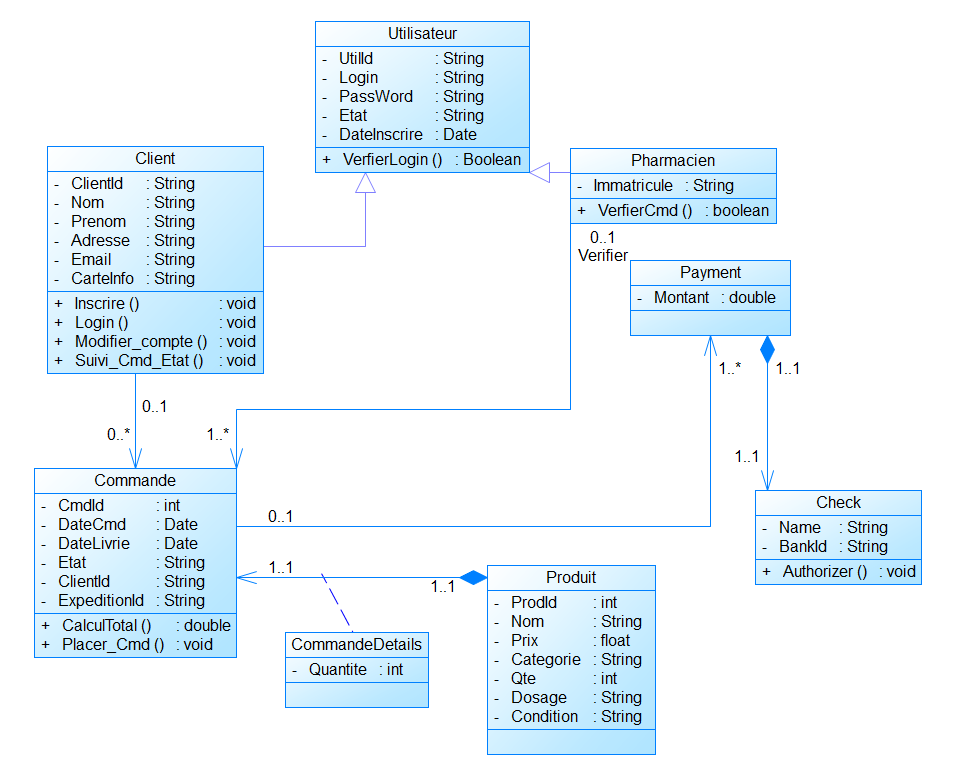 Utilisateur
- UtilId : String
- Login : String
- PassWord : String
- Etat : String
- DateInscrire : Date
+ VerfierLogin () : Boolean
Client
- ClientId : String
- Nom : String
- Prenom : String
- Adresse : String
- Email : String
- CarteInfo : String
+ Inscrire () : void
+ Login () : void
+ Modifier_compte () : void
+ Suivi_Cmd_Etat () : void
Pharmacien
- Immatricule : String
+ VerfierCmd () : boolean
0..1
Verifier
Payment
- Montant : double
1..*
1..1
0..1
0..*
1..*
1..1
Commande
- CmdId : int
- DateCmd : Date
- DateLivrie : Date
- Etat : String
- ClientId : String
- ExpeditionId : String
+ CalculTotal () : double
+ Placer_Cmd () : void
0..1
1..1
1..1
Check
- Name : String
- BankId : String
+ Authorizer () : void
CommandeDetails
- Quantite : int
Produit
- ProdId : int
- Nom : String
- Prix : float
- Categorie : String
- Qte : int
- Dosage : String
- Condition : String